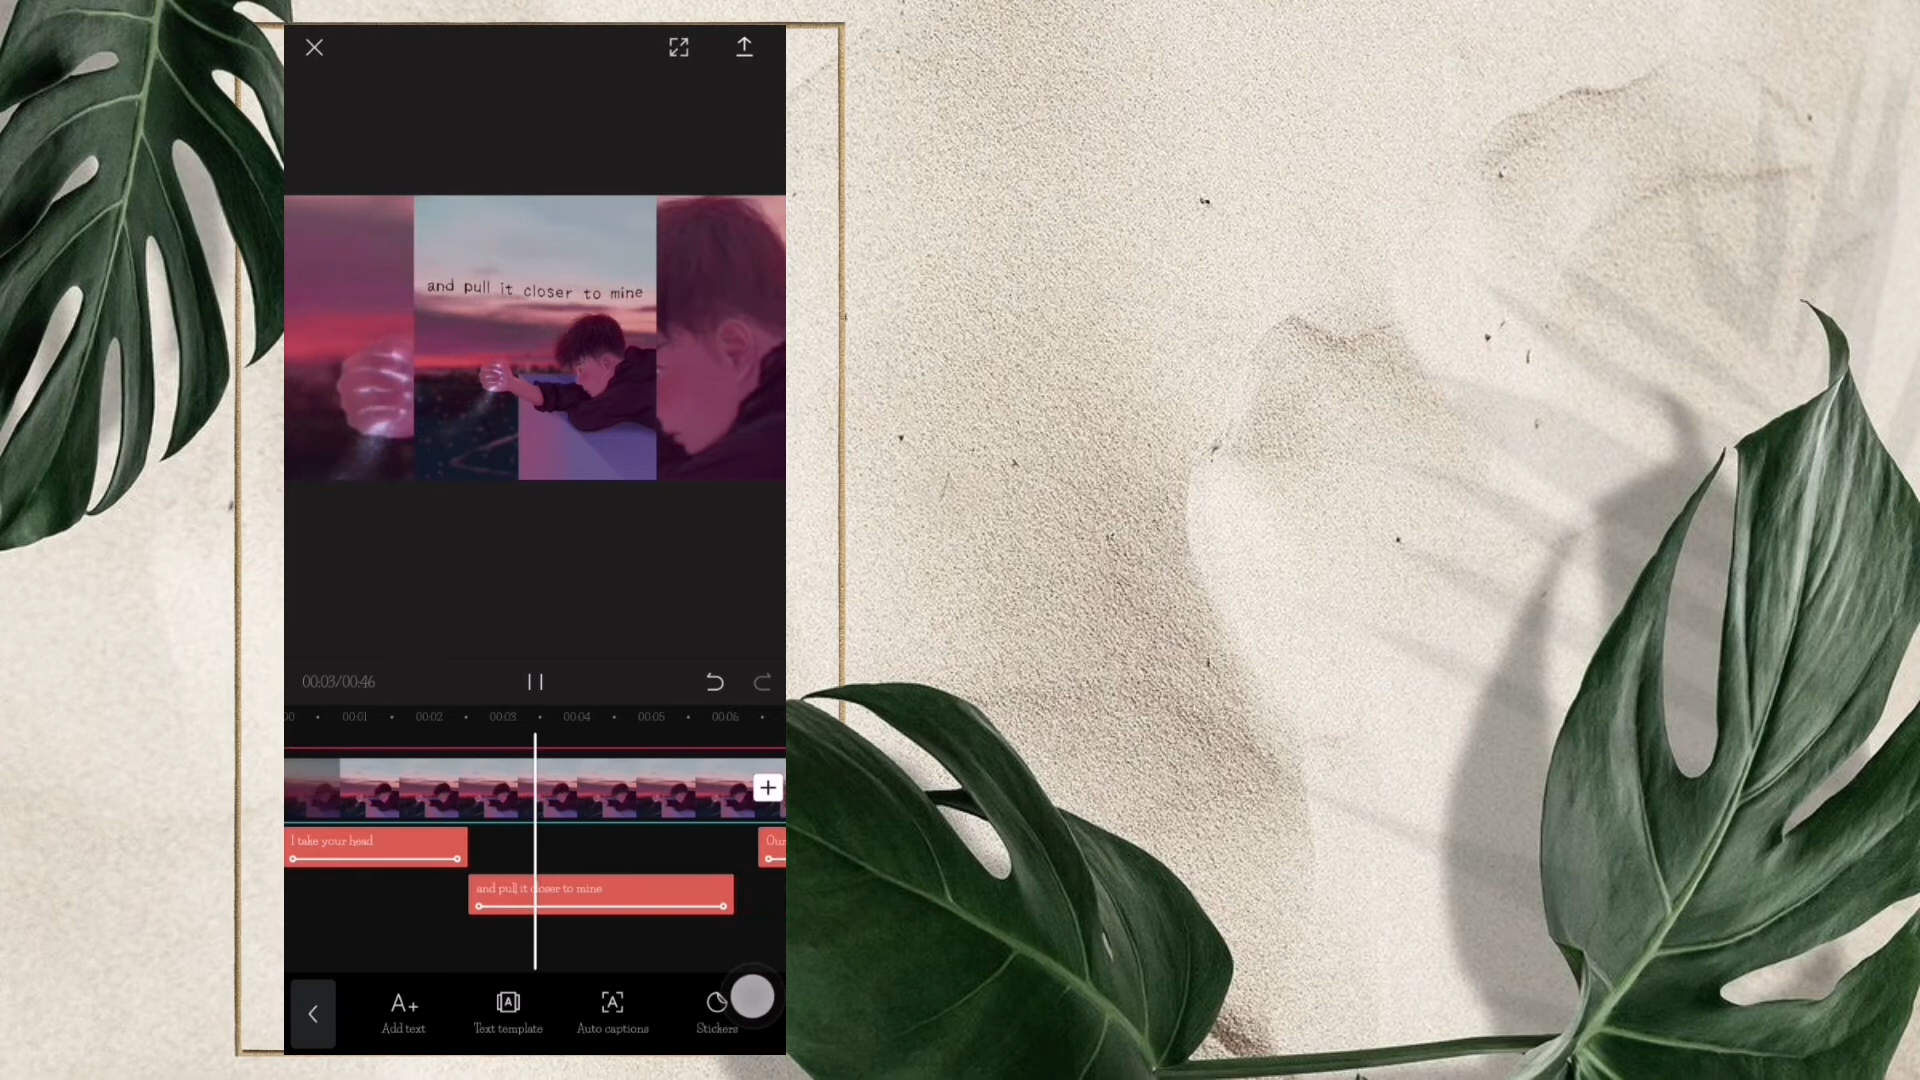 and pull it closer to mine
00:03/00:46
00 00:01 00:02 00:03 00:04 00:05 00:06
I take your head
Our
and pull it closer to mine
A+
A
A
Add text
Text template
Auto captions
Stickers